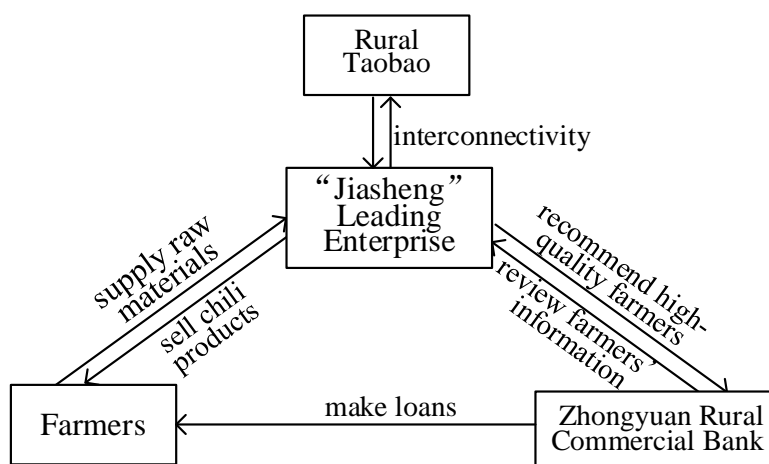 Rural
Taobao
interconnectivity
“Jiasheng”
Leading
Enterprise
supply raw
materials
sell chili
products
recommend high-
quality farmers
review farmers’
information
Farmers
make loans
Zhongyuan Rural
Commercial Bank